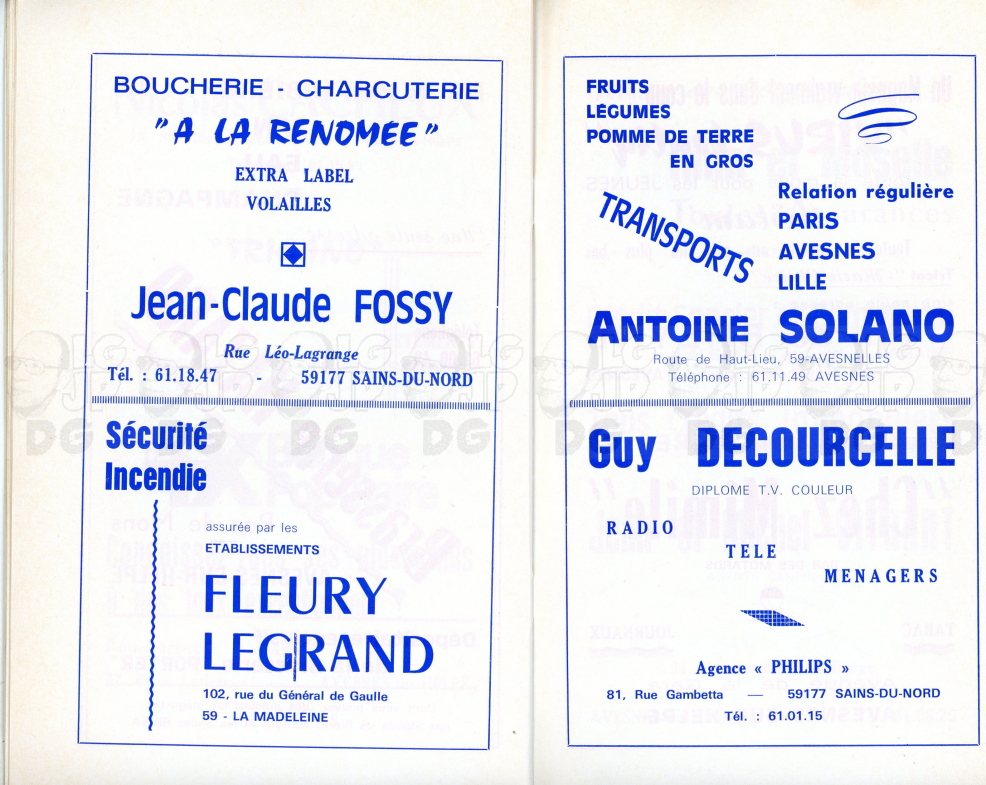 BOUCHERIE - CHARCUTERIE
"A LA RENOMEE"
EXTRA LABEL
VOLAILLES
Jean-Claude FOSSY
Rue Léo-Lagrange
Tél. : 61.18.47 - 59177 SAINS-DU-NORD
Sécurité
Incendie
assurée par les
ETABLISSEMENTS
FLEURY
LEGRAND
102, rue du Général de Gaulle
59 - LA MADELEINE
FRUITS
LÉGUMES
POMME DE TERRE
EN GROS
TRANSPORTS
Relation régulière
PARIS
AVESNES
LILLE
ANTOINE SOLANO
Route de Haut-Lieu, 59-AVESNELLES
Téléphone : 61.11.49 AVESNES
Guy DECOURCELLE
DIPLOME T.V. COULEUR
RADIO
TELE
MENAGERS
Agence « PHILIPS »
81, Rue Gambetta — 59177 SAINS-DU-NORD
Tél. : 61.01.15